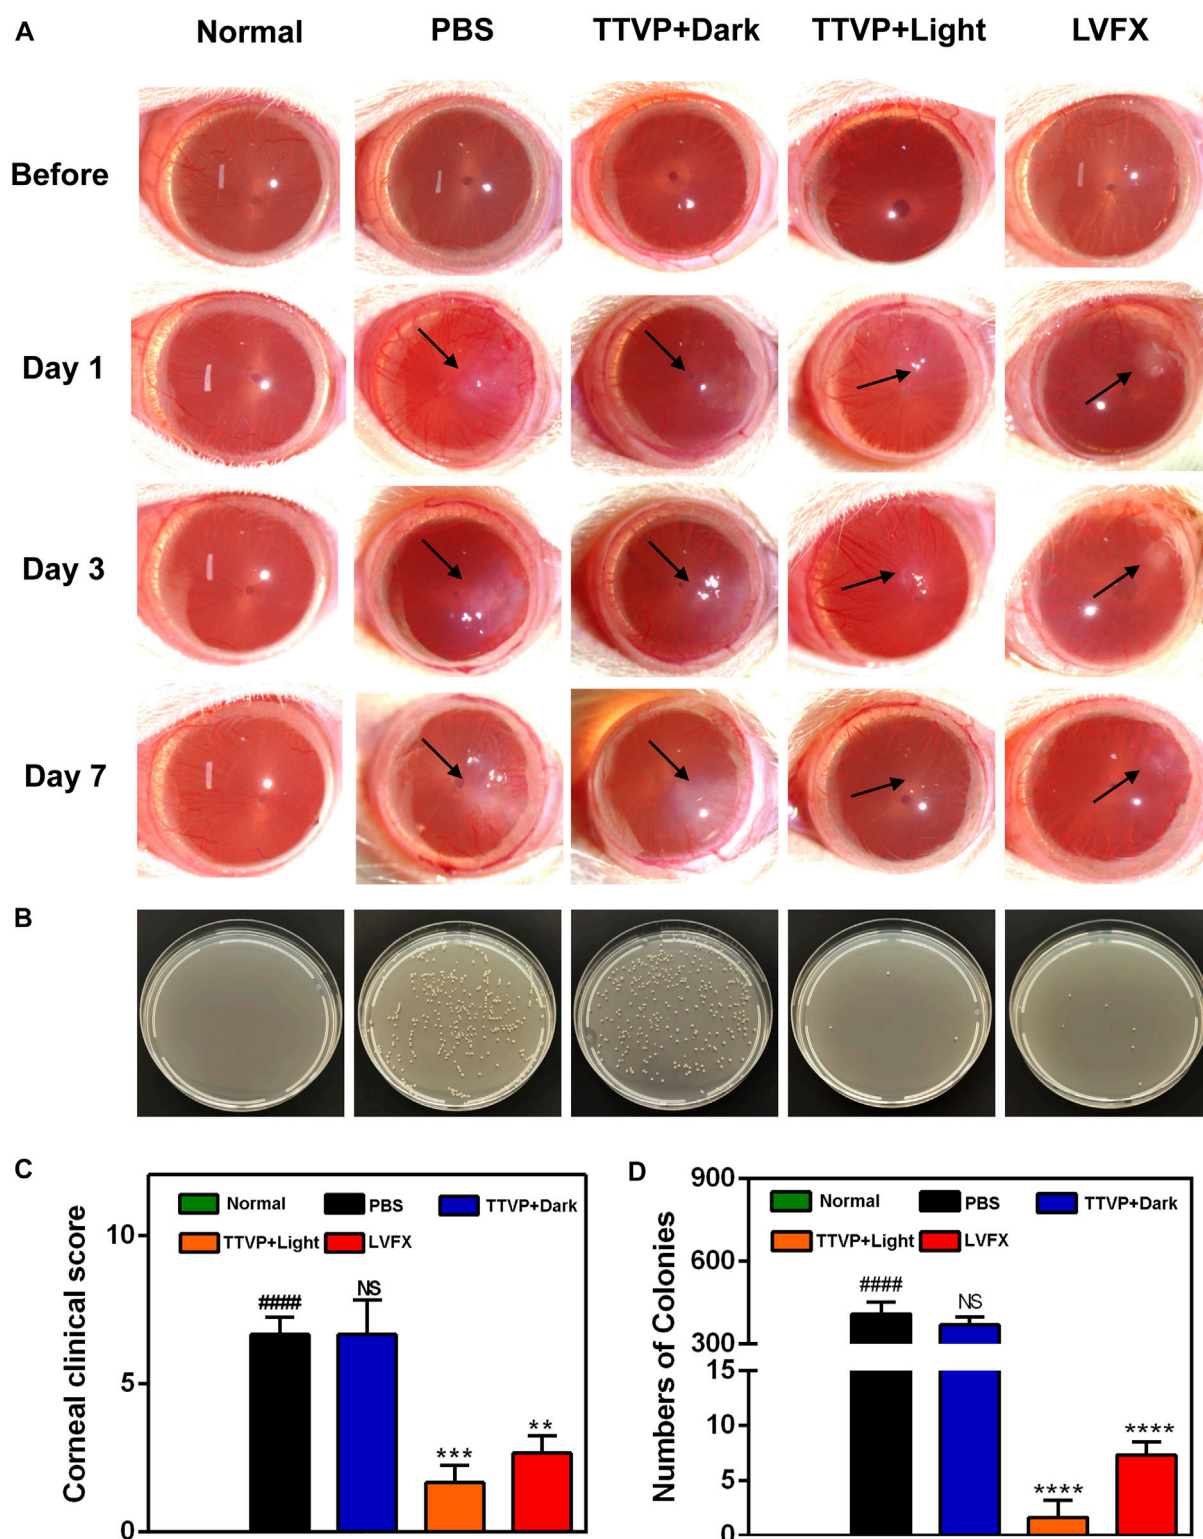 A
Normal PBS TTVP+Dark TTVP+Light LVFX
Before
Day 1
Day 3
Day 7
B
C
Corneal clinical score
10
5
0
Normal PBS TTVP+Dark
TTVP+Light LVFX
####
NS
***
**
D
Numbers of Colonies
900
600
300
15
10
5
0
Normal PBS TTVP+Dark
TTVP+Light LVFX
####
NS
****
****